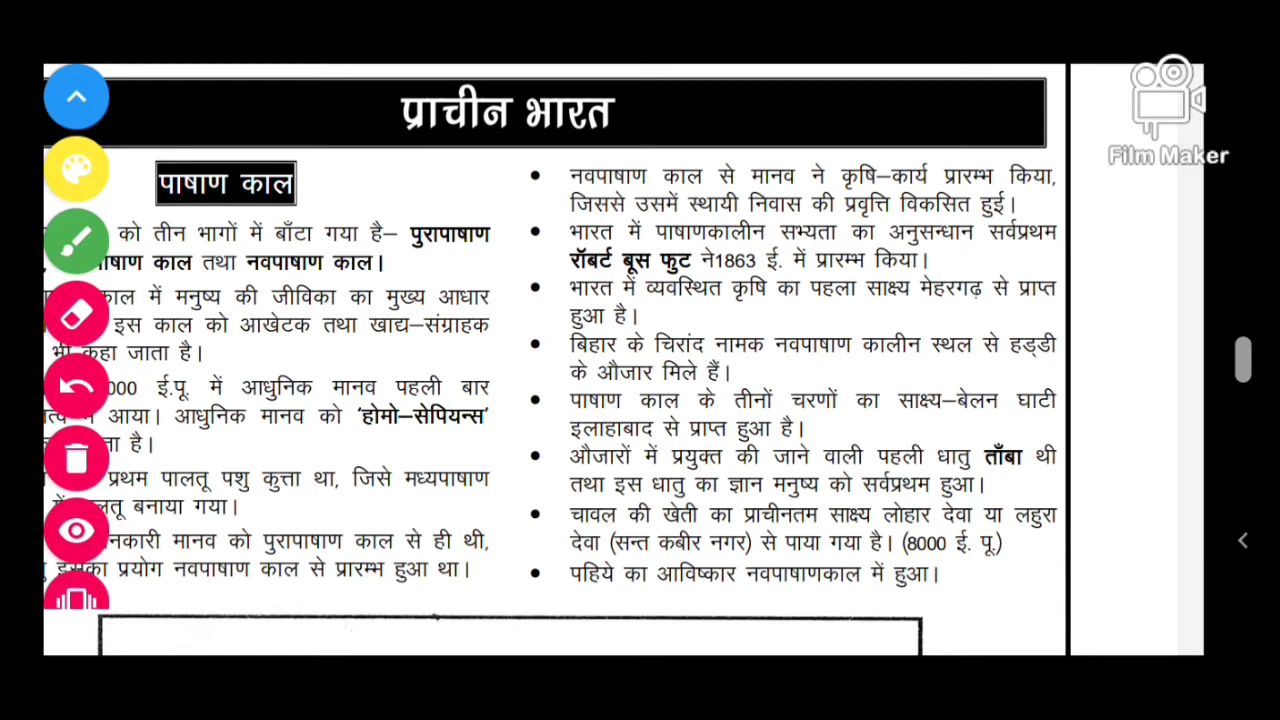 प्राचीन भारत
Film Maker
पाषाण काल
को तीन भागों में बाँटा गया है– पुरापाषाण
काल तथा नवपाषाण काल।
काल में मनुष्य की जीविका का मुख्य आधार
इस काल को आखेटक तथा खाद्य–संग्राहक
भी कहा जाता है।
000 ई.पू. में आधुनिक मानव पहली बार
में आया। आधुनिक मानव को ‘होमो–सेपियन्स’
है।
प्रथम पालतू पशु कुत्ता था, जिसे मध्यपाषाण
बनाया गया।
मानव को पुरापाषाण काल से ही थी,
इसका प्रयोग नवपाषाण काल से प्रारम्भ हुआ था।
• नवपाषाण काल से मानव ने कृषि–कार्य प्रारम्भ किया,
जिससे उसमें स्थायी निवास की प्रवृत्ति विकसित हुई।
• भारत में पाषाणकालीन सभ्यता का अनुसन्धान सर्वप्रथम
रॉबर्ट ब्रूस फुट ने1863 ई. में प्रारम्भ किया।
• भारत में व्यवस्थित कृषि का पहला साक्ष्य मेहरगढ़ से प्राप्त
हुआ है।
• बिहार के चिरांद नामक नवपाषाण कालीन स्थल से हड्डी
के औजार मिले हैं।
• पाषाण काल के तीनों चरणों का साक्ष्य–बेलन घाटी
इलाहाबाद से प्राप्त हुआ है।
• औजारों में प्रयुक्त की जाने वाली पहली धातु ताँबा थी
तथा इस धातु का ज्ञान मनुष्य को सर्वप्रथम हुआ।
• चावल की खेती का प्राचीनतम साक्ष्य लोहार देवा या लहुरा
देवा (सन्त कबीर नगर) से पाया गया है। (8000 ई. पू.)
• पहिये का आविष्कार नवपाषाणकाल में हुआ।